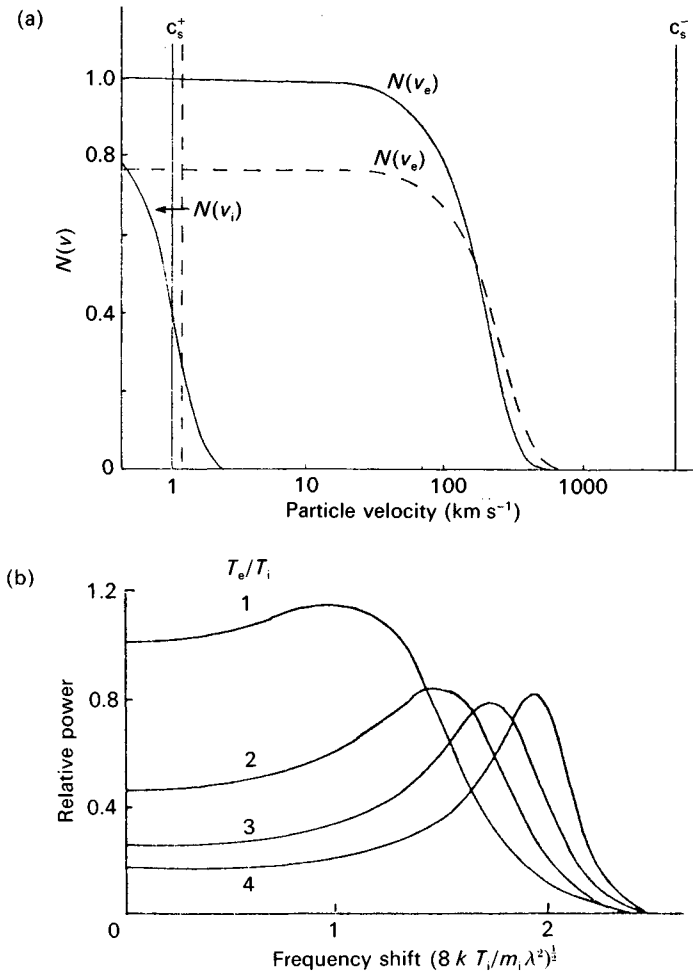 (a)
c_s^+
c_s^-
1.0
N(v_e)
0.8
N(v_e)
N(v_i)
N(v)
0.4
0
1 10 100 1000
Particle velocity (km s⁻¹)
(b)
T_e/T_i
1.2
1
0.8
Relative power
2
0.4
3
4
0 1 2
Frequency shift (8 k T_i/m_i λ²)^½